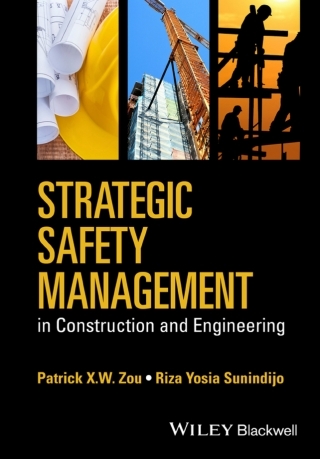 STRATEGIC
SAFETY
MANAGEMENT
in Construction and Engineering
Patrick X.W. Zou • Riza Yosia Sunindijo
WILEY Blackwell